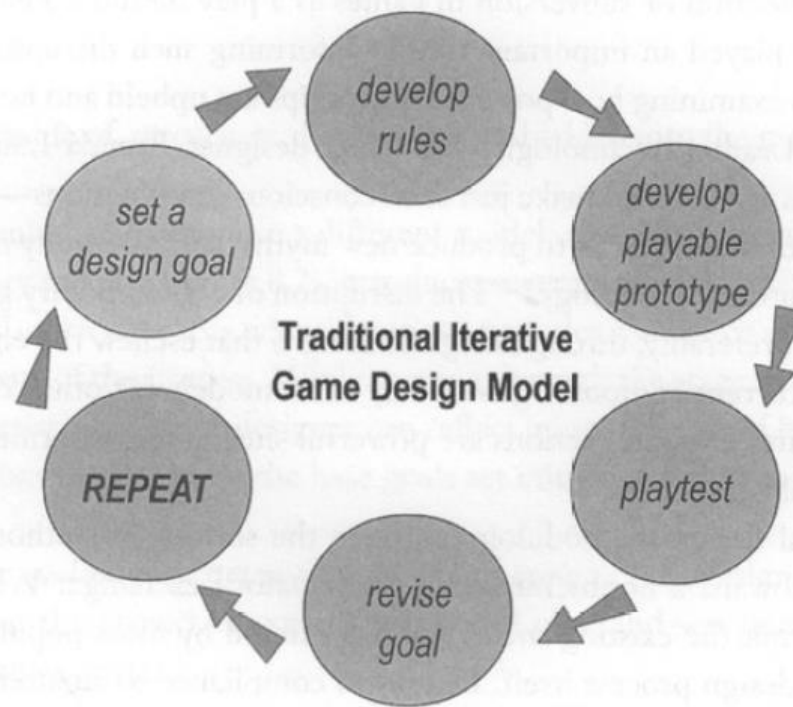 Traditional Iterative
Game Design Model
set a
design goal
develop
rules
develop
playable
prototype
playtest
revise
goal
REPEAT